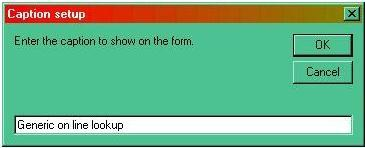 Caption setup
Enter the caption to show on the form.
OK
Cancel
Generic on line lookup